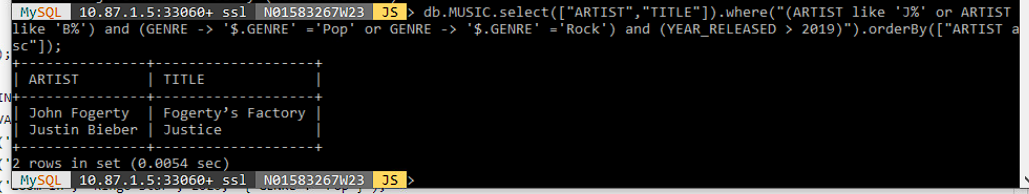 MySQL 10.87.1.5:33060+ ssl N01583267W23 JS > db.MUSIC.select(["ARTIST","TITLE"]).where("(ARTIST like 'J%' or ARTIST
like 'B%') and (GENRE -> '$.GENRE' ='Pop' or GENRE -> '$.GENRE' ='Rock') and (YEAR_RELEASED > 2019)").orderBy(["ARTIST a
sc"]);
+---------------+-------------------+
| ARTIST | TITLE |
+---------------+-------------------+
| John Fogerty | Fogerty’s Factory |
| Justin Bieber | Justice |
+---------------+-------------------+
2 rows in set (0.0054 sec)
MySQL 10.87.1.5:33060+ ssl N01583267W23 JS >